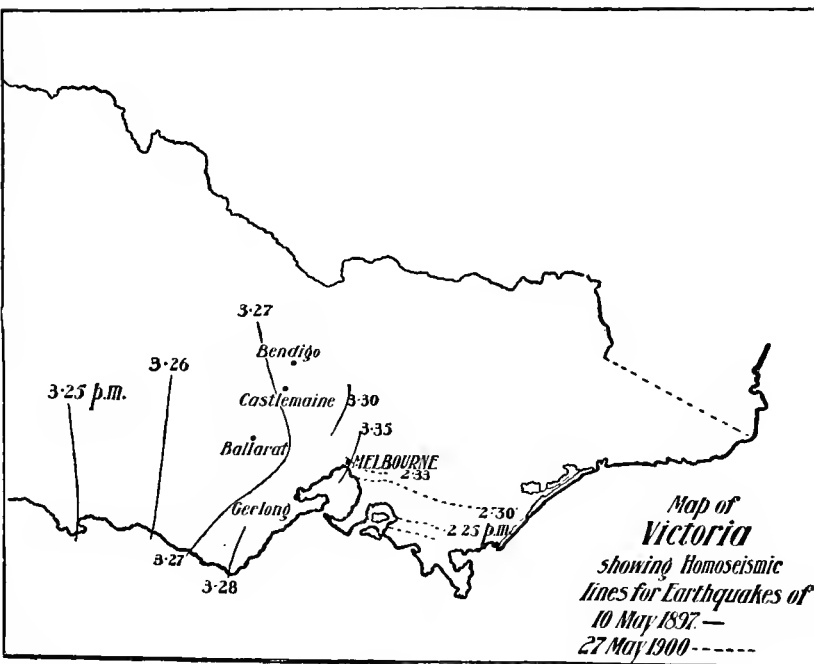 3·27
Bendigo
3·26
3·25 p.m.
Castlemaine
3·30
3·35
Ballarat
MELBOURNE
2·33
Gerlong
2·30
2 25 p.m.
3·27
3·28
Map of
Victoria
showing Homoseismic
lines for Earthquakes of
10 May 1897. —
27 May 1900 ------